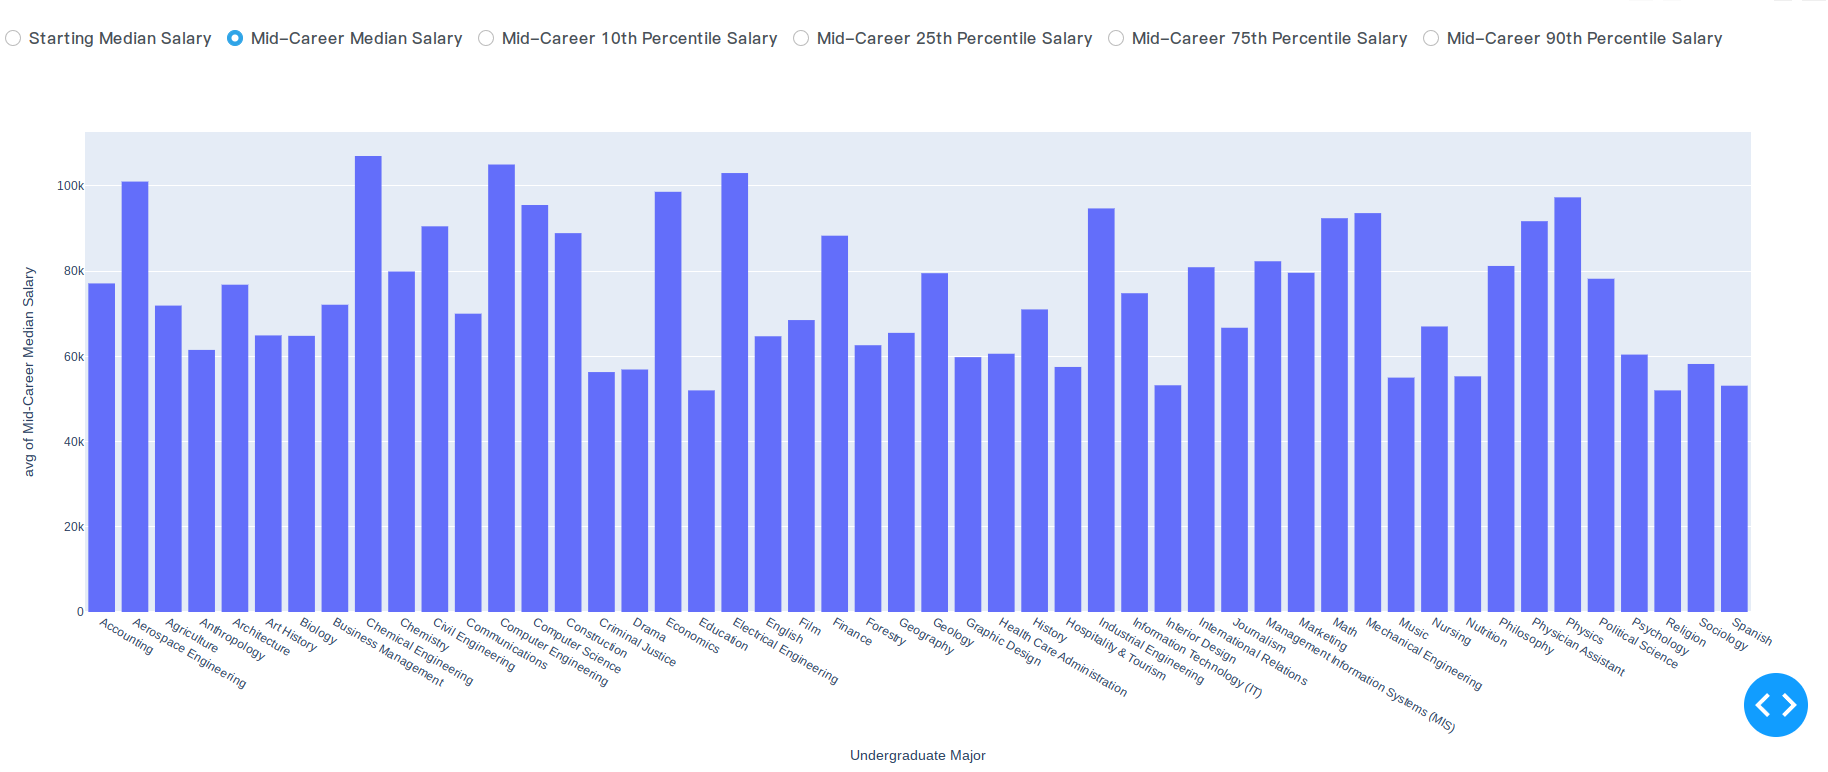 Starting Median Salary Mid-Career Median Salary Mid-Career 10th Percentile Salary Mid-Career 25th Percentile Salary Mid-Career 75th Percentile Salary Mid-Career 90th Percentile Salary
avg of Mid-Career Median Salary
100k
80k
60k
40k
20k
0
Accounting
Aerospace Engineering
Agriculture
Anthropology
Architecture
Art History
Biology
Business Management
Chemical Engineering
Chemistry
Civil Engineering
Communications
Computer Engineering
Computer Science
Construction
Criminal Justice
Drama
Economics
Education
Electrical Engineering
English
Film
Finance
Forestry
Geography
Geology
Graphic Design
Health Care Administration
History
Hospitality & Tourism
Industrial Engineering
Information Technology (IT)
Interior Design
International Relations
Journalism
Management Information Systems (MIS)
Marketing
Math
Mechanical Engineering
Music
Nursing
Nutrition
Philosophy
Physician Assistant
Physics
Political Science
Psychology
Religion
Sociology
Spanish
Undergraduate Major